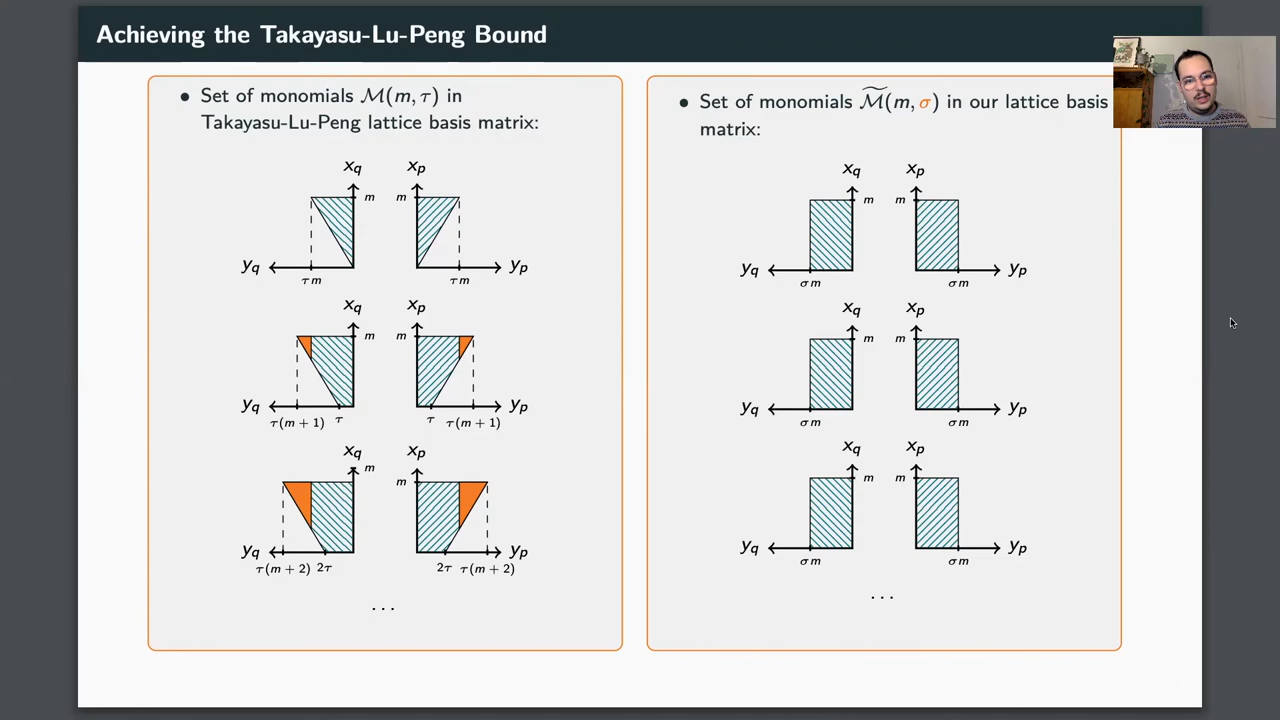 Achieving the Takayasu-Lu-Peng Bound
• Set of monomials ℳ(m, τ) in
Takayasu-Lu-Peng lattice basis matrix:
x_q x_p
m m
y_q y_p
τm τm
x_q x_p
m m
y_q y_p
τ(m+1) τ τ τ(m+1)
x_q x_p
m
m
y_q y_p
τ(m+2) 2τ 2τ τ(m+2)
...
• Set of monomials ℳ̃(m, σ) in our lattice basis
matrix:
x_q x_p
m m
y_q y_p
σm σm
x_q x_p
m m
y_q y_p
σm σm
x_q x_p
m m
y_q y_p
σm σm
...